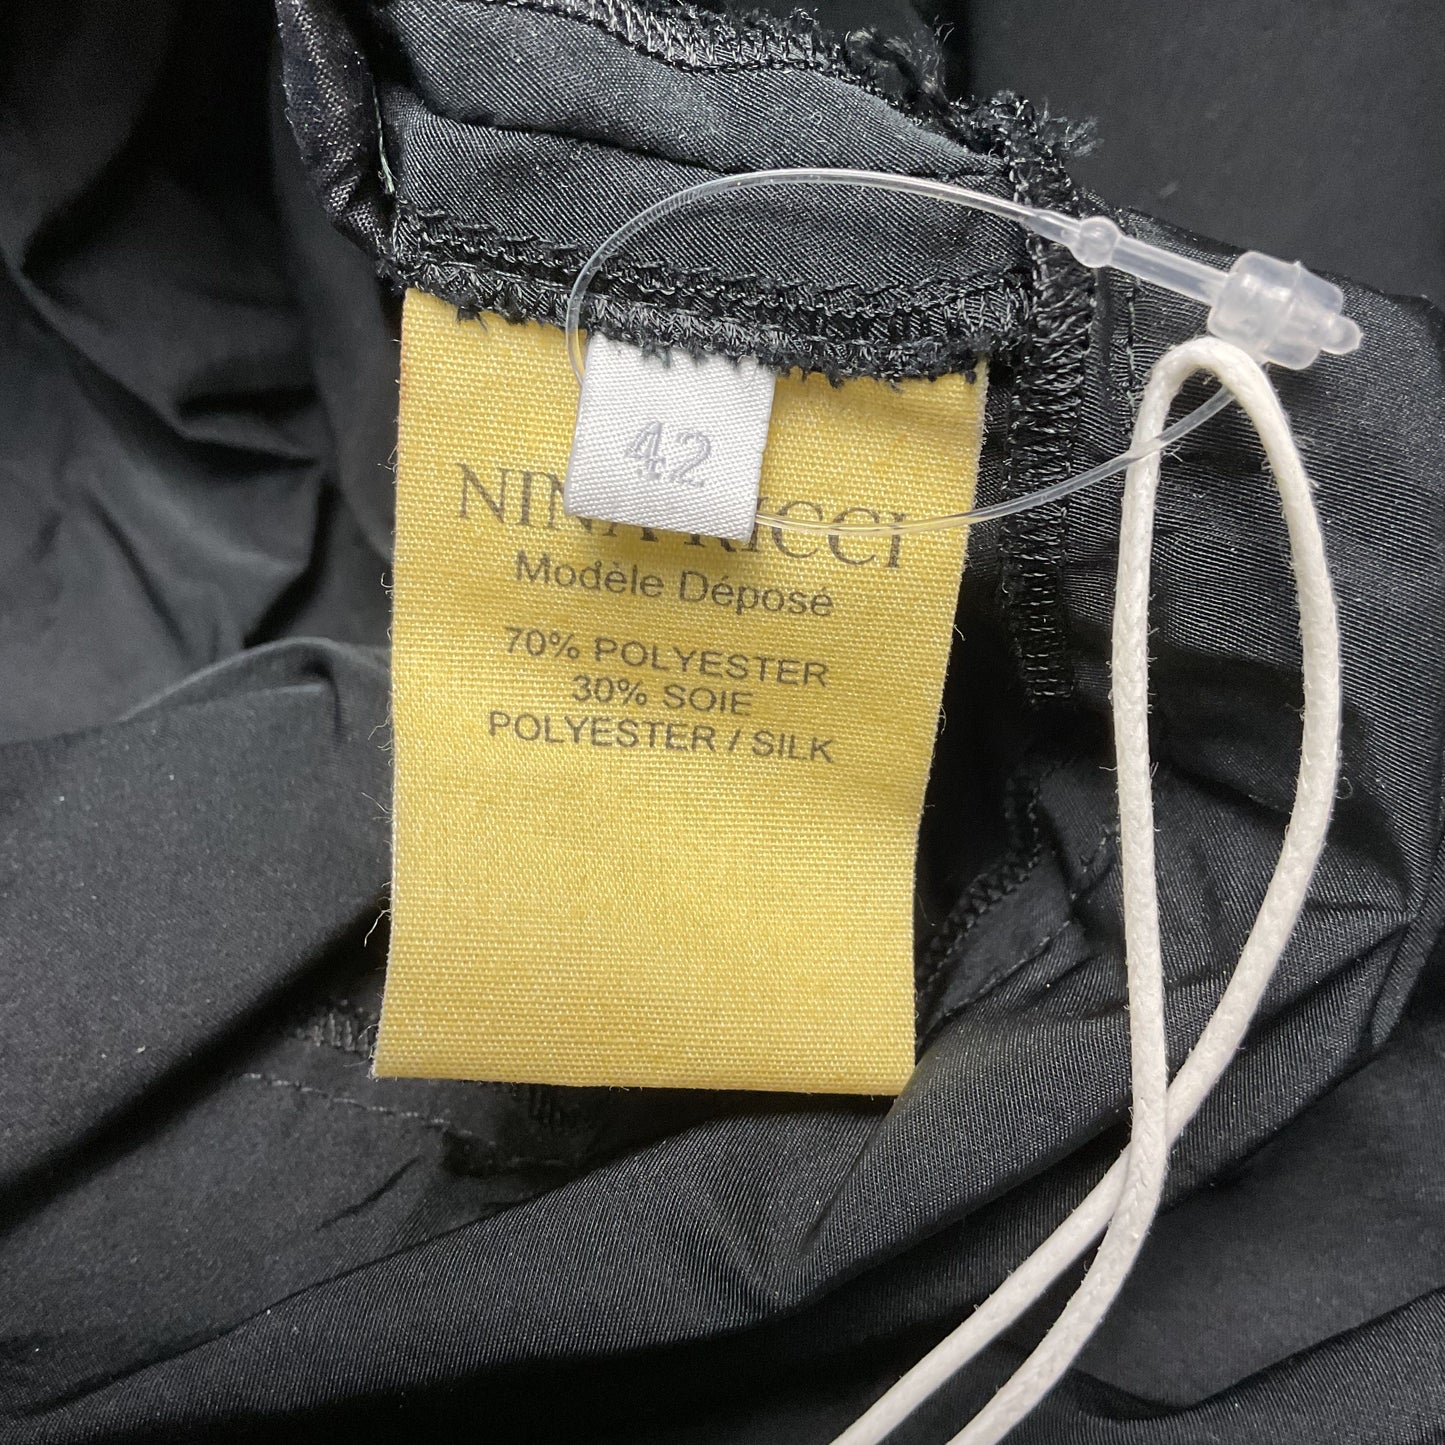 42
NINA RICCI
Modèle Déposé
70% POLYESTER
30% SOIE
POLYESTER / SILK